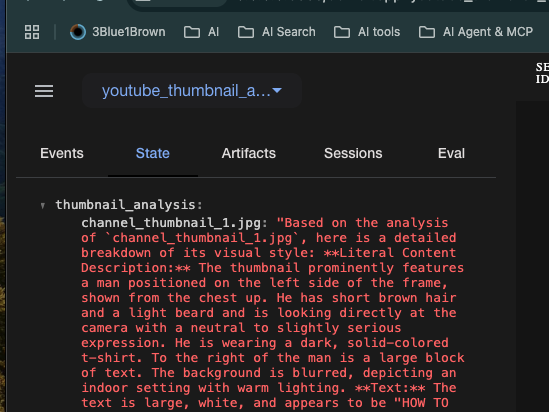 3Blue1Brown
AI
AI Search
AI tools
AI Agent & MCP
youtube_thumbnail_a...
Events
State
Artifacts
Sessions
Eval
thumbnail_analysis:
channel_thumbnail_1.jpg: "Based on the analysis
of `channel_thumbnail_1.jpg`, here is a detailed
breakdown of its visual style: **Literal Content
Description:** The thumbnail prominently features
a man positioned on the left side of the frame,
shown from the chest up. He has short brown hair
and a light beard and is looking directly at the
camera with a neutral to slightly serious
expression. He is wearing a dark, solid-colored
t-shirt. To the right of the man is a large block
of text. The background is blurred, depicting an
indoor setting with warm lighting. **Text:** The
text is large, white, and appears to be "HOW TO